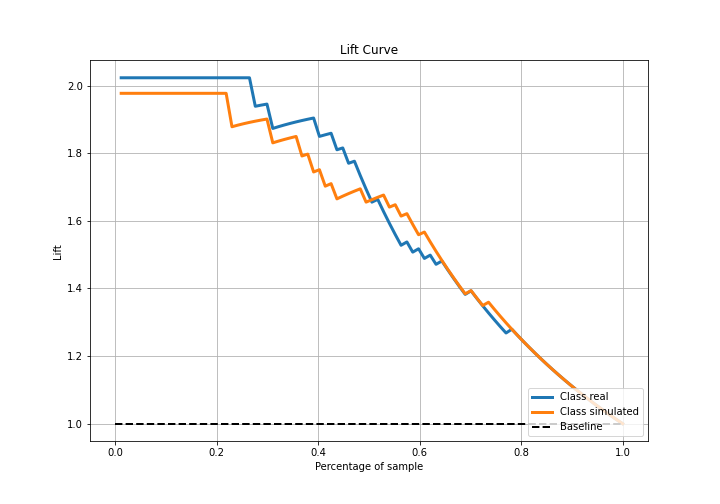 Lift Curve
2.0
1.8
1.6
1.4
1.2
1.0
Lift
0.0 0.2 0.4 0.6 0.8 1.0
Percentage of sample
Class real
Class simulated
Baseline